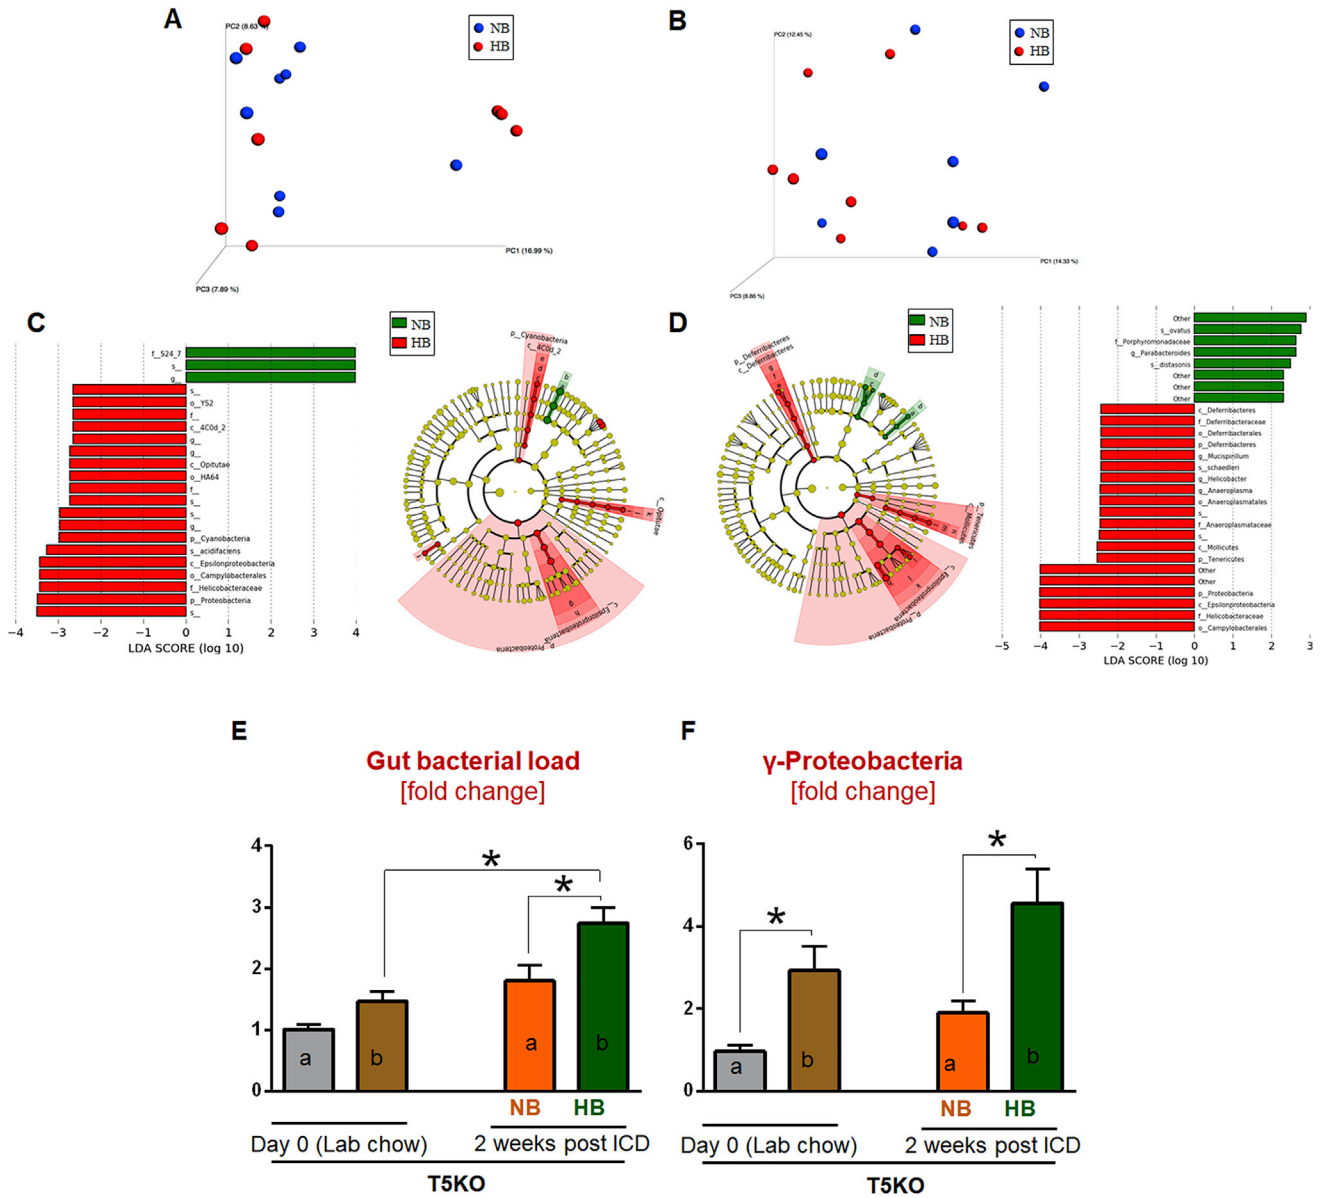 A
PC2 (8.63 %)
NB
HB
PC1 (16.99 %)
PC3 (7.89 %)
B
PC2 (12.45 %)
NB
HB
PC1 (14.33 %)
PC3 (8.86 %)
C
NB
HB
f__S24_7
s__
g__
s__
o__YS2
f__
c__4C0d_2
g__
g__
c__Opitutae
o__HA64
f__
s__
s__
g__
p__Cyanobacteria
s__acidifaciens
c__Epsilonproteobacteria
o__Campylobacterales
f__Helicobacteraceae
p__Proteobacteria
s__
−4 −3 −2 −1 0 1 2 3 4
LDA SCORE (log 10)
p__Cyanobacteria
c__4C0d_2
e
d
c
b
c__Opitutae
k
g
h
c__Epsilonproteobacteria
p__Proteobacteria
D
NB
HB
p__Deferribacteres
c__Deferribacteres
g
f
e
d
c
b
a
p__Tenericutes
c__Mollicutes
n
m
l
k
c__Epsilonproteobacteria
p__Proteobacteria
Other
s__ovatus
f__Porphyromonadaceae
g__Parabacteroides
s__distasonis
Other
Other
Other
c__Deferribacteres
f__Deferribacteraceae
o__Deferribacterales
p__Deferribacteres
g__Mucispirillum
s__schaedleri
g__Helicobacter
g__Anaeroplasma
o__Anaeroplasmatales
s__
f__Anaeroplasmataceae
s__
c__Mollicutes
p__Tenericutes
Other
Other
p__Proteobacteria
c__Epsilonproteobacteria
f__Helicobacteraceae
o__Campylobacterales
−5 −4 −3 −2 −1 0 1 2 3
LDA SCORE (log 10)
E
Gut bacterial load
[fold change]
4
3
2
1
0
*
*
a
b
a
b
NB HB
Day 0 (Lab chow) 2 weeks post ICD
T5KO
F
γ-Proteobacteria
[fold change]
6
4
2
0
*
*
a
b
a
b
NB HB
Day 0 (Lab chow) 2 weeks post ICD
T5KO